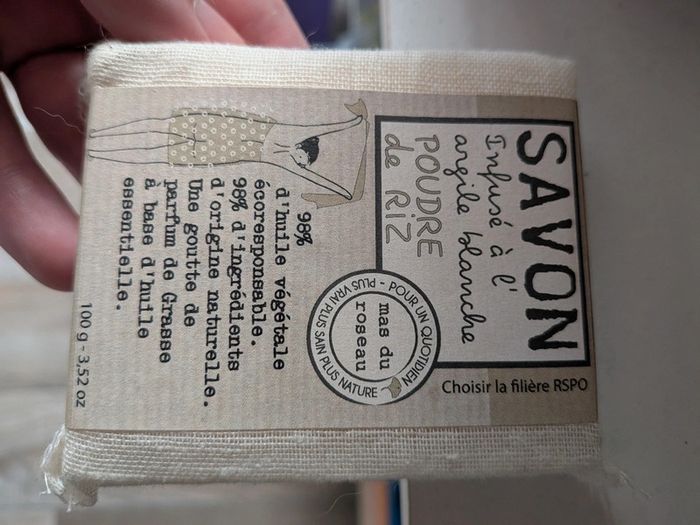 SAVON
Infusé à l'
argile blanche
POUDRE
de RiZ
mas du
roseau
POUR UN QUOTIDIEN
PLUS VRAI PLUS SAIN PLUS NATURE -
Choisir la filière RSPO
98%
d'huile végétale
écoresponsable.
98% d'ingrédients
d'origine naturelle.
Une goutte de
parfum de Grasse
à base d'huile
essentielle.
100 g - 3,52 oz